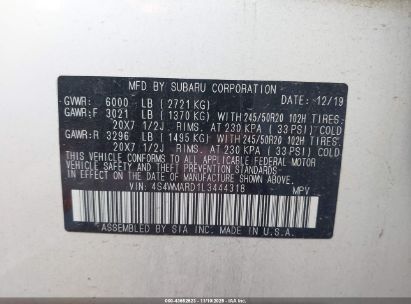 MFD BY SUBARU CORPORATION
GVWR: 6000 LB (2721 KG) DATE: 12/19
GAWR:F 3021 LB (1370 KG) WITH 245/50R20 102H TIRES.
20X7 1/2J RIMS. AT 230 KPA (33 PSI) COLD
GAWR:R 3296 LB (1495 KG) WITH 245/50R20 102H TIRES.
20X7 1/2J RIMS. AT 230 KPA (33 PSI) COLD
THIS VEHICLE CONFORMS TO ALL APPLICABLE FEDERAL MOTOR
VEHICLE SAFETY AND THEFT PREVENTION STANDARDS
IN EFFECT ON THE DATE OF MANUFACTURE SHOWN ABOVE.
VIN: 4S4WMARD1L3444318 MPV
ASSEMBLED BY SIA INC. MADE IN U.S.A.